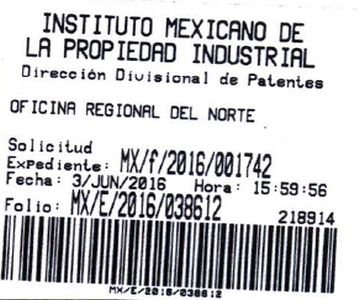 INSTITUTO MEXICANO DE
LA PROPIEDAD INDUSTRIAL
Dirección Divisional de Patentes
OFICINA REGIONAL DEL NORTE
Solicitud
Expediente: MX/f/2016/001742
Fecha: 3/JUN/2016 Hora: 15:59:56
Folio: MX/E/2016/038612
218914
MX/E/2016/038612